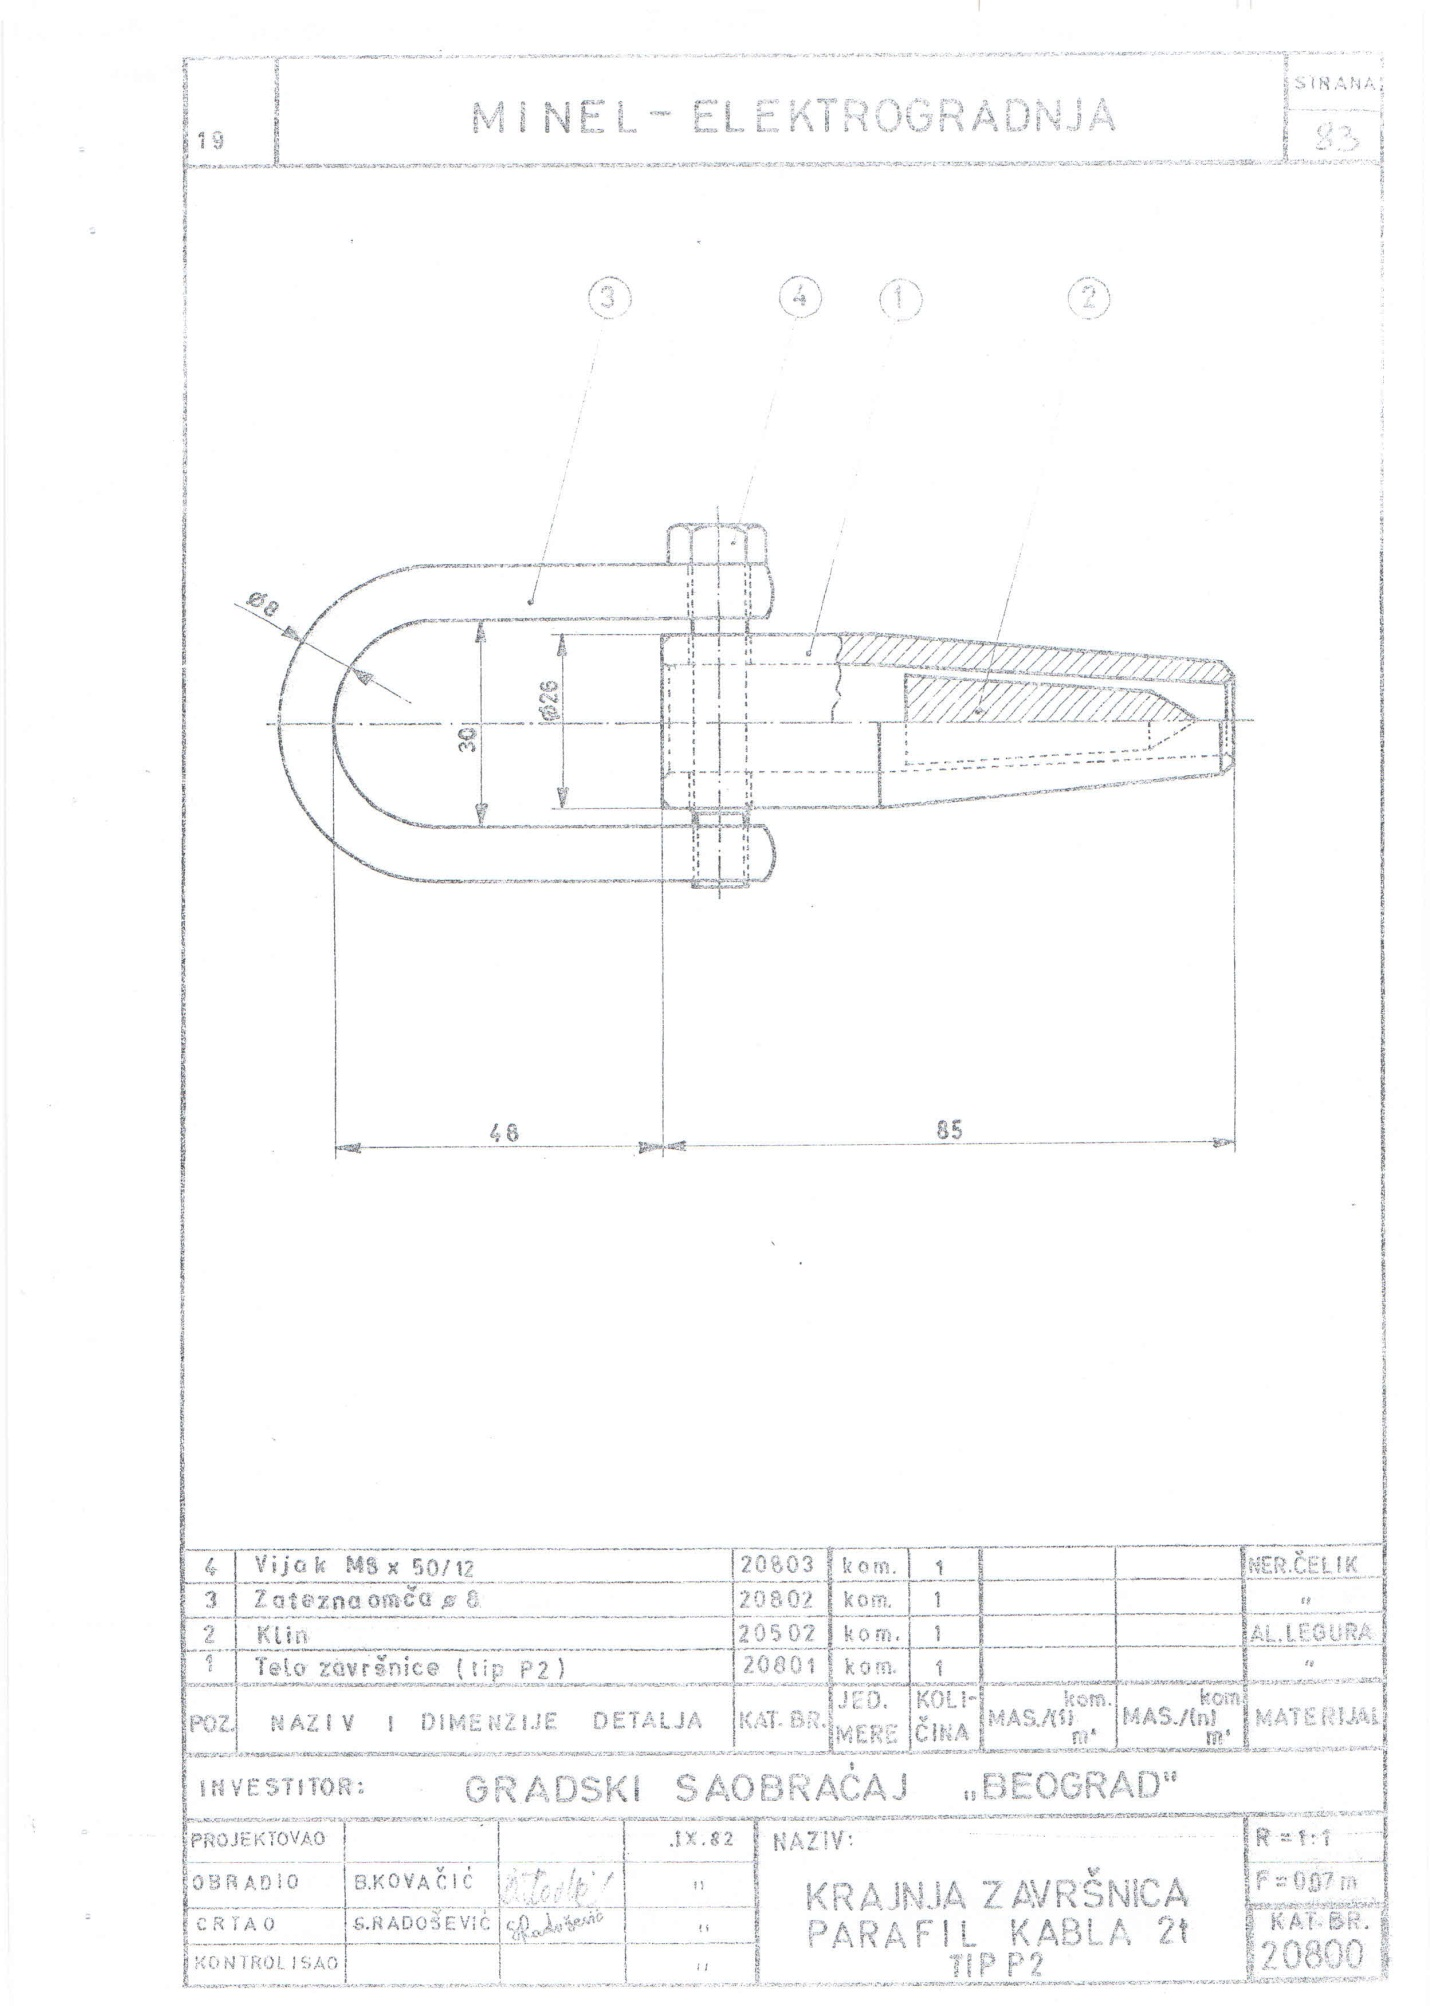 19
MINEL - ELEKTROGRADNJA
STRANA
83
3 4 1 2
ø8
30
ø26
48
85
4 Vijak M8 x 50/12 20803 kom. 1 NER.ČELIK
3 Zatezna omča ø 8 20802 kom. 1 "
2 Klin 20502 kom. 1 AL.LEGURA
1 Telo završnice (tip P2) 20801 kom. 1 "
POZ. NAZIV I DIMENZIJE DETALJA KAT. BR. JED. MERE KOLI-ČINA MAS./(1) kom. m' MAS./(n) kom m' MATERIJAL
INVESTITOR: GRADSKI SAOBRAĆAJ „BEOGRAD"
PROJEKTOVAO .IX.82
OBRADIO B.KOVAČIĆ "
CRTAO S.RADOŠEVIĆ SRadošević "
KONTROLISAO "
NAZIV:
KRAJNJA ZAVRŠNICA
PARAFIL KABLA 2t
TIP P2
R = 1:1
F = 0,07 m
KAT. BR.
20800